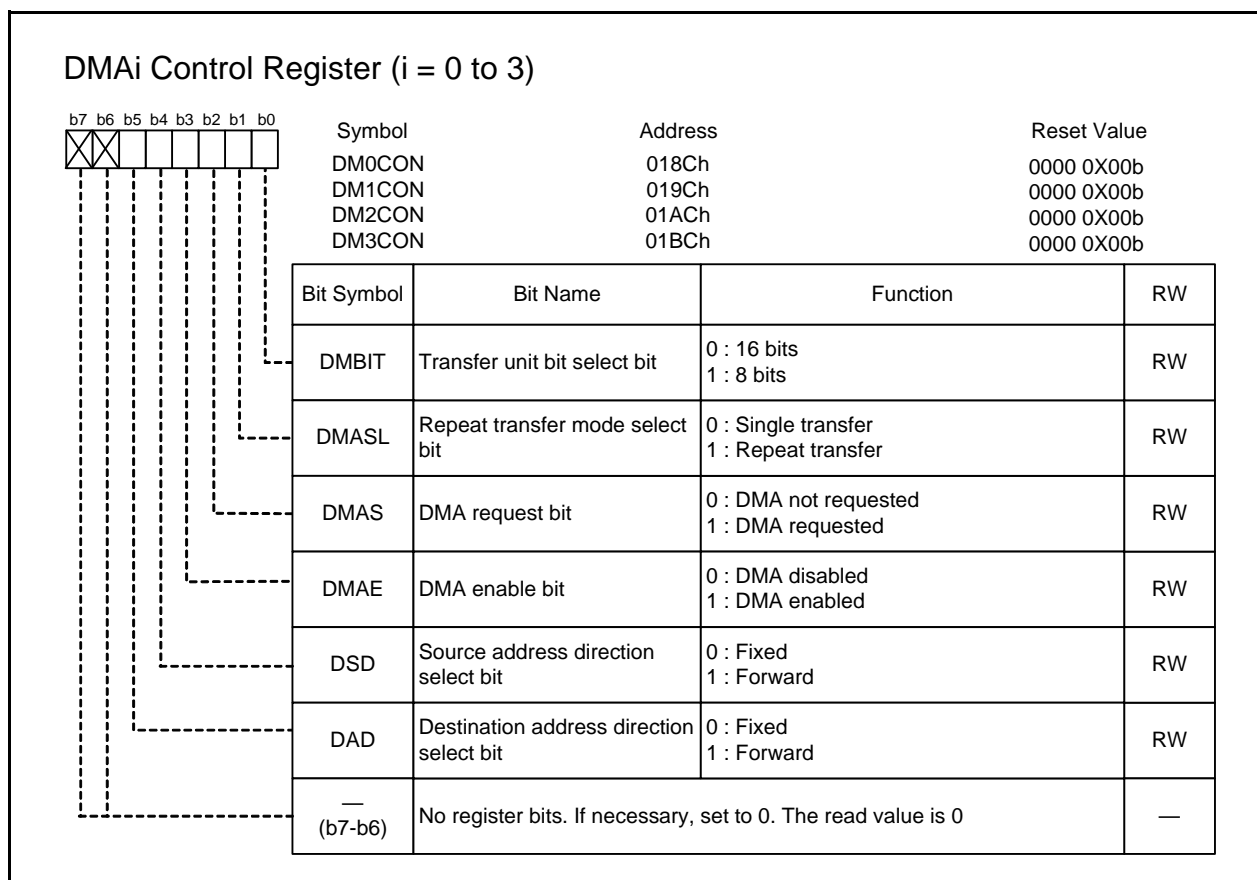 DMAi Control Register (i = 0 to 3)
b7 b6 b5 b4 b3 b2 b1 b0
Symbol Address Reset Value
DM0CON 018Ch 0000 0X00b
DM1CON 019Ch 0000 0X00b
DM2CON 01ACh 0000 0X00b
DM3CON 01BCh 0000 0X00b
Bit Symbol Bit Name Function RW
DMBIT Transfer unit bit select bit 0 : 16 bits RW
1 : 8 bits
DMASL Repeat transfer mode select 0 : Single transfer RW
bit 1 : Repeat transfer
DMAS DMA request bit 0 : DMA not requested RW
1 : DMA requested
DMAE DMA enable bit 0 : DMA disabled RW
1 : DMA enabled
DSD Source address direction 0 : Fixed RW
select bit 1 : Forward
DAD Destination address direction 0 : Fixed RW
select bit 1 : Forward
— No register bits. If necessary, set to 0. The read value is 0 —
(b7-b6)